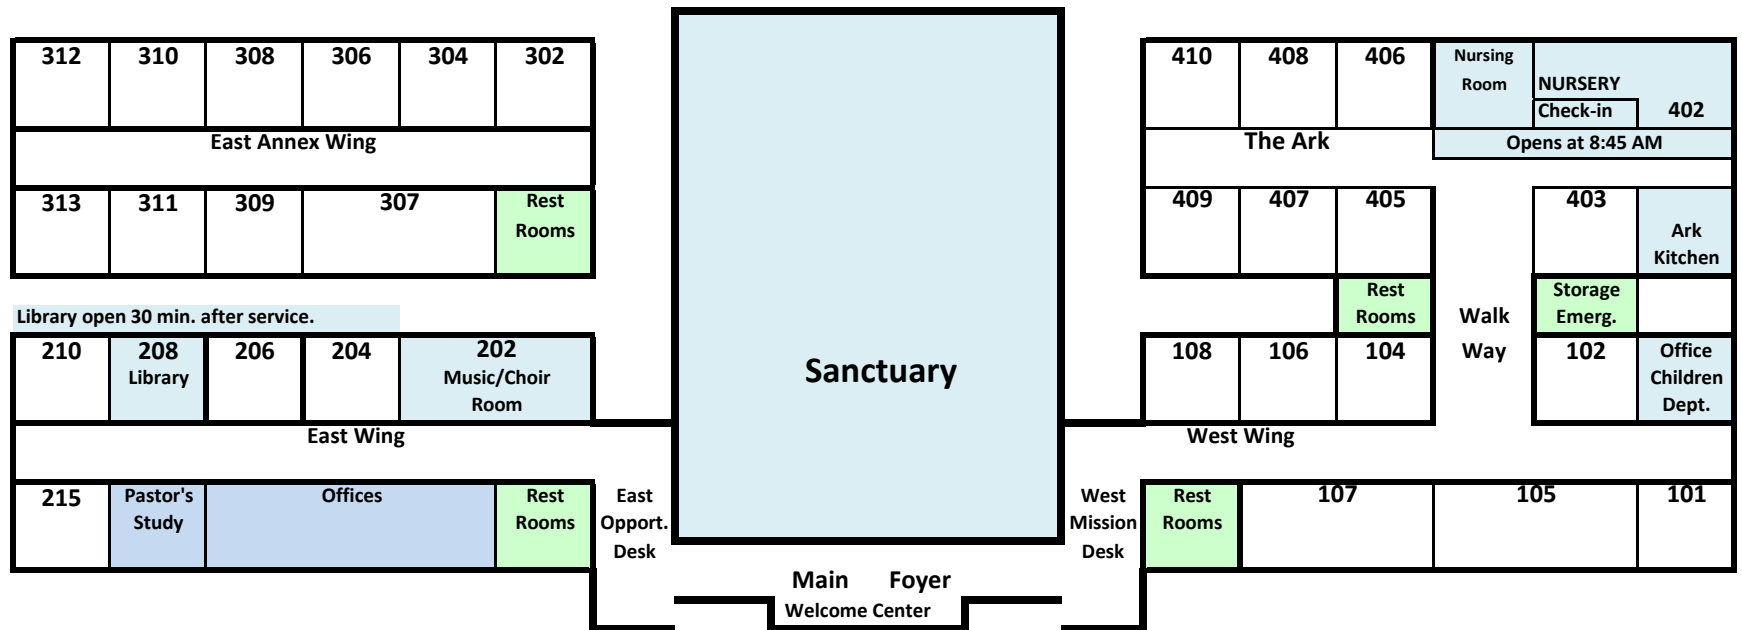 312 310 308 306 304 302
East Annex Wing
313 311 309 307 Rest
Rooms
Library open 30 min. after service.
210 208 206 204 202
Library Music/Choir
Room
East Wing
215 Pastor's Offices Rest
Study Rooms
East
Opport.
Desk
Sanctuary
Main Foyer
Welcome Center
410 408 406 Nursing
Room NURSERY
Check-in 402
The Ark Opens at 8:45 AM
409 407 405 403
Ark
Kitchen
Rest
Rooms
Walk
Way
Storage
Emerg.
108 106 104 102 Office
Children
Dept.
West Wing
West
Mission
Desk
Rest
Rooms
107 105 101